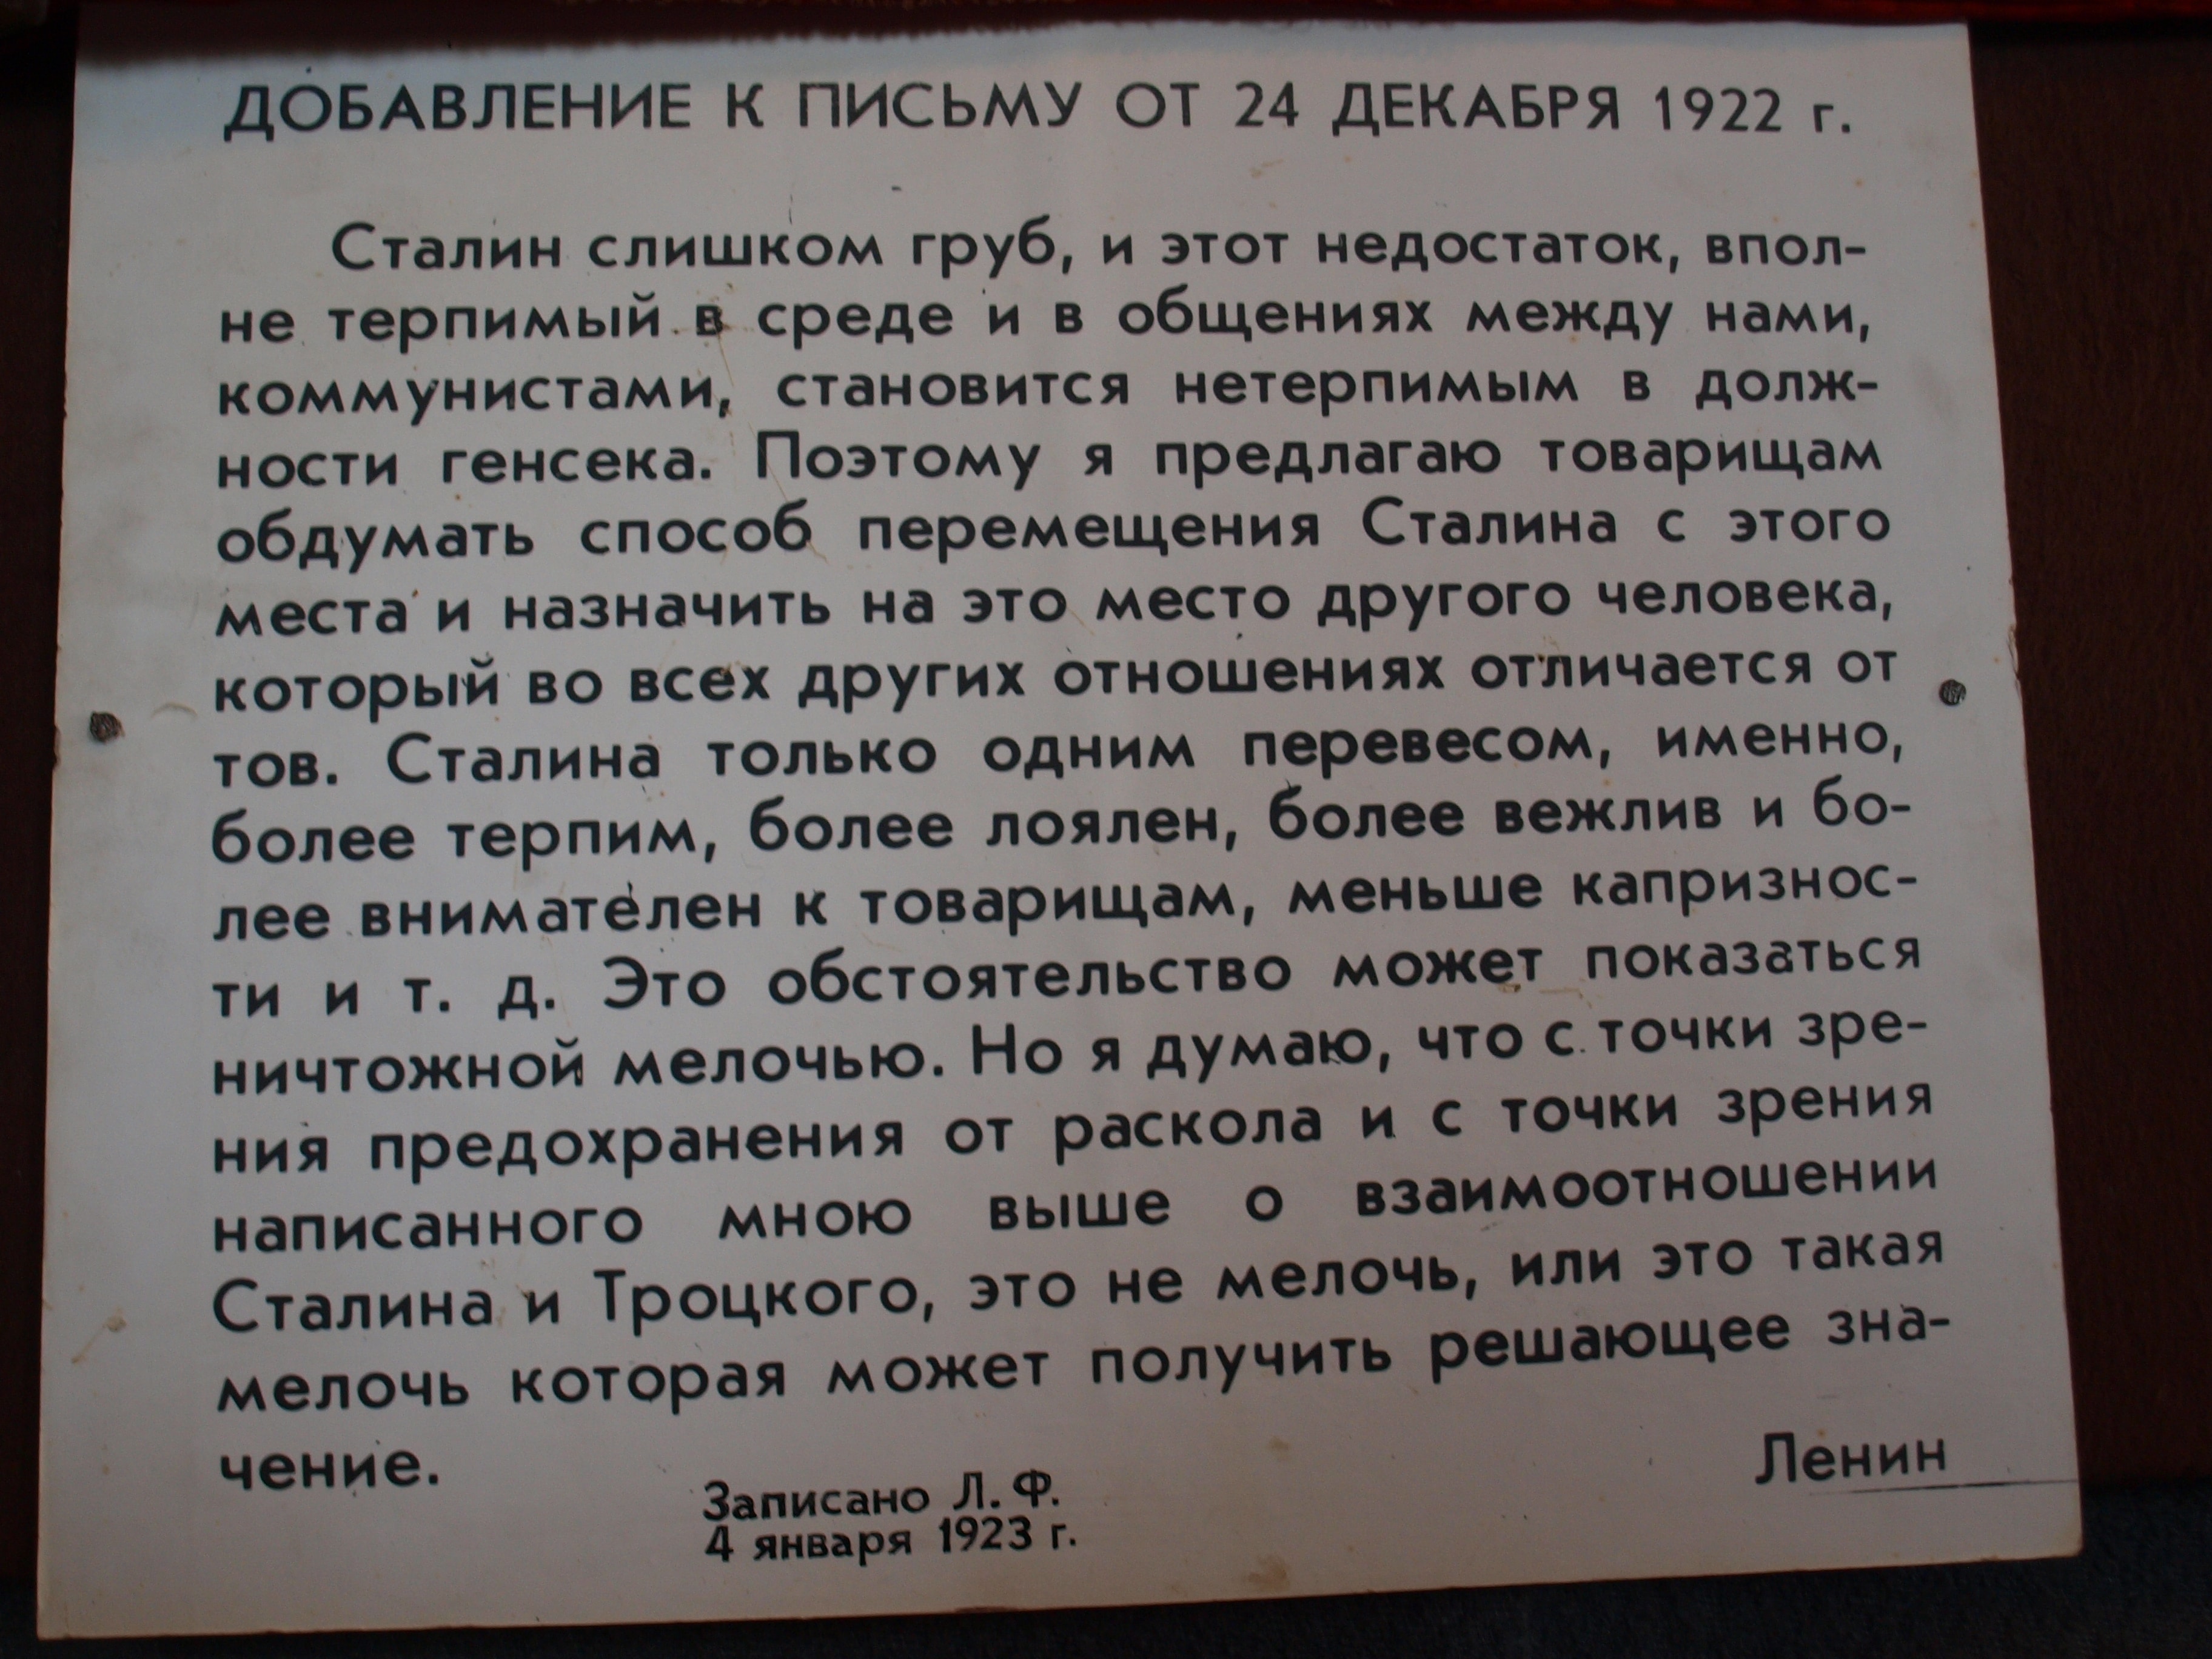 ДОБАВЛЕНИЕ К ПИСЬМУ ОТ 24 ДЕКАБРЯ 1922 г.
Сталин слишком груб, и этот недостаток, впол-
не терпимый в среде и в общениях между нами,
коммунистами, становится нетерпимым в долж-
ности генсека. Поэтому я предлагаю товарищам
обдумать способ перемещения Сталина с этого
места и назначить на это место другого человека,
который во всех других отношениях отличается от
тов. Сталина только одним перевесом, именно,
более терпим, более лоялен, более вежлив и бо-
лее внимателен к товарищам, меньше капризнос-
ти и т. д. Это обстоятельство может показаться
ничтожной мелочью. Но я думаю, что с точки зре-
ния предохранения от раскола и с точки зрения
написанного мною выше о взаимоотношении
Сталина и Троцкого, это не мелочь, или это такая
мелочь которая может получить решающее зна-
чение.
Ленин
Записано Л. Ф.
4 января 1923 г.